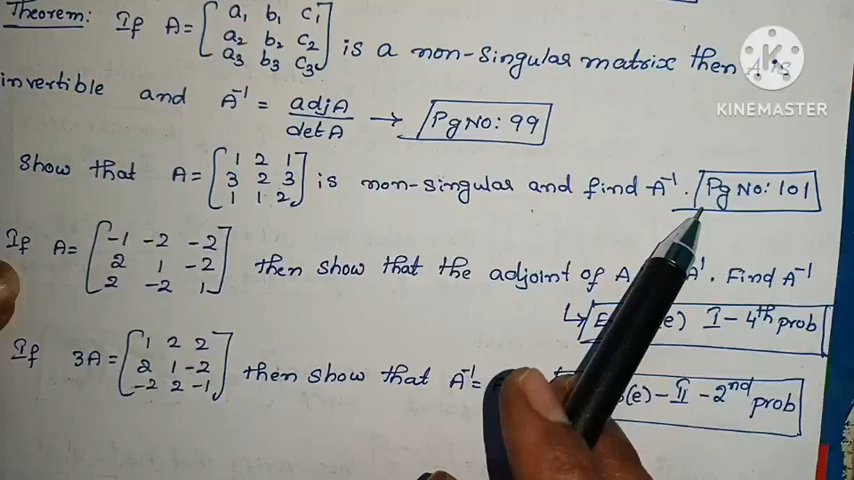 Theorem: If A = [a₁ b₁ c₁
a₂ b₂ c₂
a₃ b₃ c₃] is a non-singular matrix then is
KINEMASTER
invertible and A⁻¹ = adjA / detA → PgNo: 99
Show that A = [1 2 1
3 2 3
1 1 2] is non-singular and find A⁻¹. Pg No: 101
If A = [-1 -2 -2
2 1 -2
2 -2 1] then show that the adjoint of A A¹. Find A⁻¹
(e) I - 4th prob
If 3A = [1 2 2
2 1 -2
-2 2 -1] then show that A⁻¹ =
(e) - II - 2nd prob